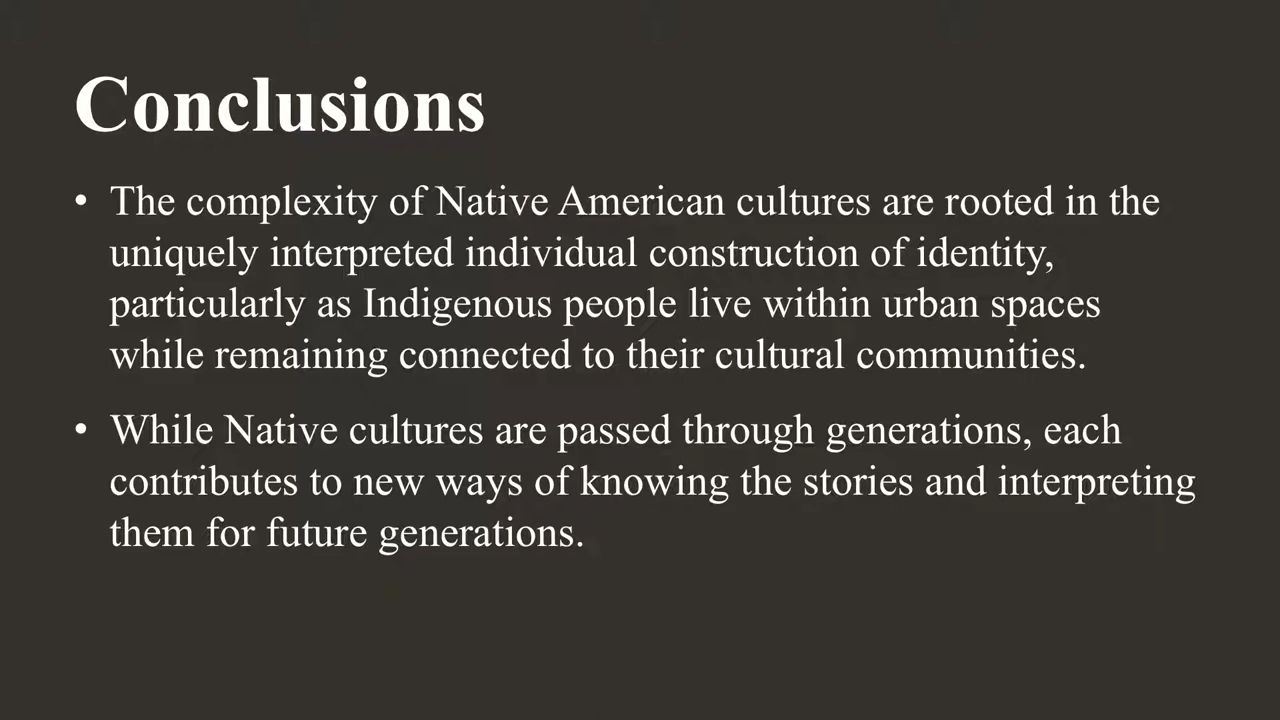 Conclusions
• The complexity of Native American cultures are rooted in the
uniquely interpreted individual construction of identity,
particularly as Indigenous people live within urban spaces
while remaining connected to their cultural communities.
• While Native cultures are passed through generations, each
contributes to new ways of knowing the stories and interpreting
them for future generations.